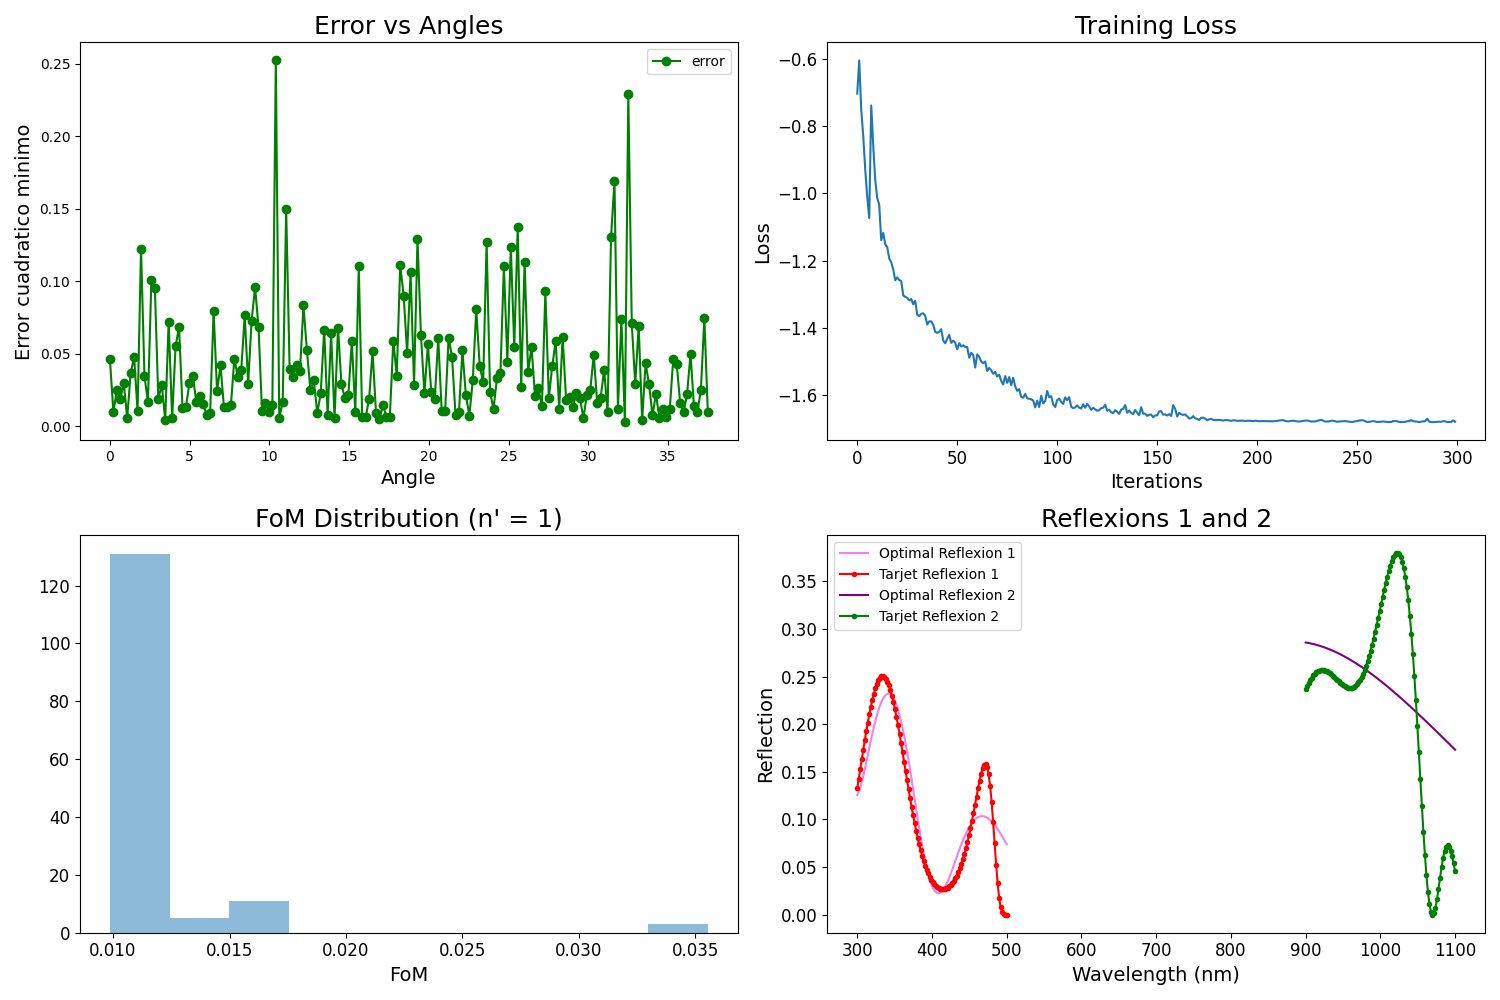 Error vs Angles
error
0.25
0.20
0.15
0.10
0.05
0.00
Error cuadratico minimo
0 5 10 15 20 25 30 35
Angle
Training Loss
−0.6
−0.8
−1.0
−1.2
−1.4
−1.6
Loss
0 50 100 150 200 250 300
Iterations
FoM Distribution (n' = 1)
120
100
80
60
40
20
0
0.010 0.015 0.020 0.025 0.030 0.035
FoM
Reflexions 1 and 2
Optimal Reflexion 1
Tarjet Reflexion 1
Optimal Reflexion 2
Tarjet Reflexion 2
0.35
0.30
0.25
0.20
0.15
0.10
0.05
0.00
Reflection
300 400 500 600 700 800 900 1000 1100
Wavelength (nm)